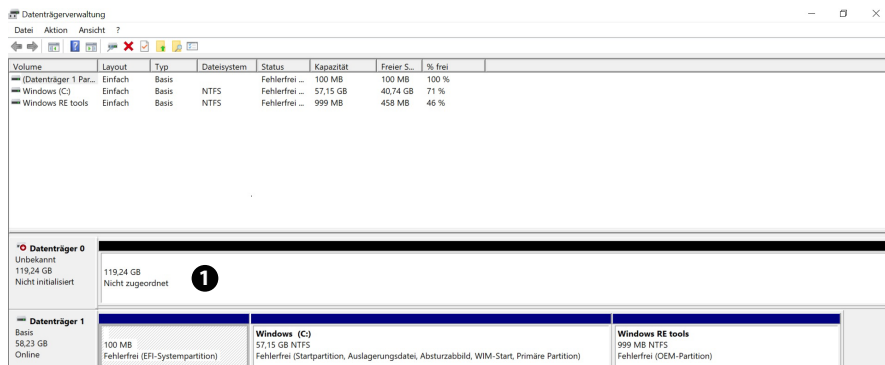 Datenträgerverwaltung
Datei Aktion Ansicht ?
Volume Layout Typ Dateisystem Status Kapazität Freier S... % frei
(Datenträger 1 Par... Einfach Basis Fehlerfrei ... 100 MB 100 MB 100 %
Windows (C:) Einfach Basis NTFS Fehlerfrei ... 57,15 GB 40,74 GB 71 %
Windows RE tools Einfach Basis NTFS Fehlerfrei ... 999 MB 458 MB 46 %
Datenträger 0
Unbekannt
119,24 GB
Nicht initialisiert
119,24 GB
Nicht zugeordnet
1
Datenträger 1
Basis
58,23 GB
Online
100 MB
Fehlerfrei (EFI-Systempartition)
Windows (C:)
57,15 GB NTFS
Fehlerfrei (Startpartition, Auslagerungsdatei, Absturzabbild, WIM-Start, Primäre Partition)
Windows RE tools
999 MB NTFS
Fehlerfrei (OEM-Partition)